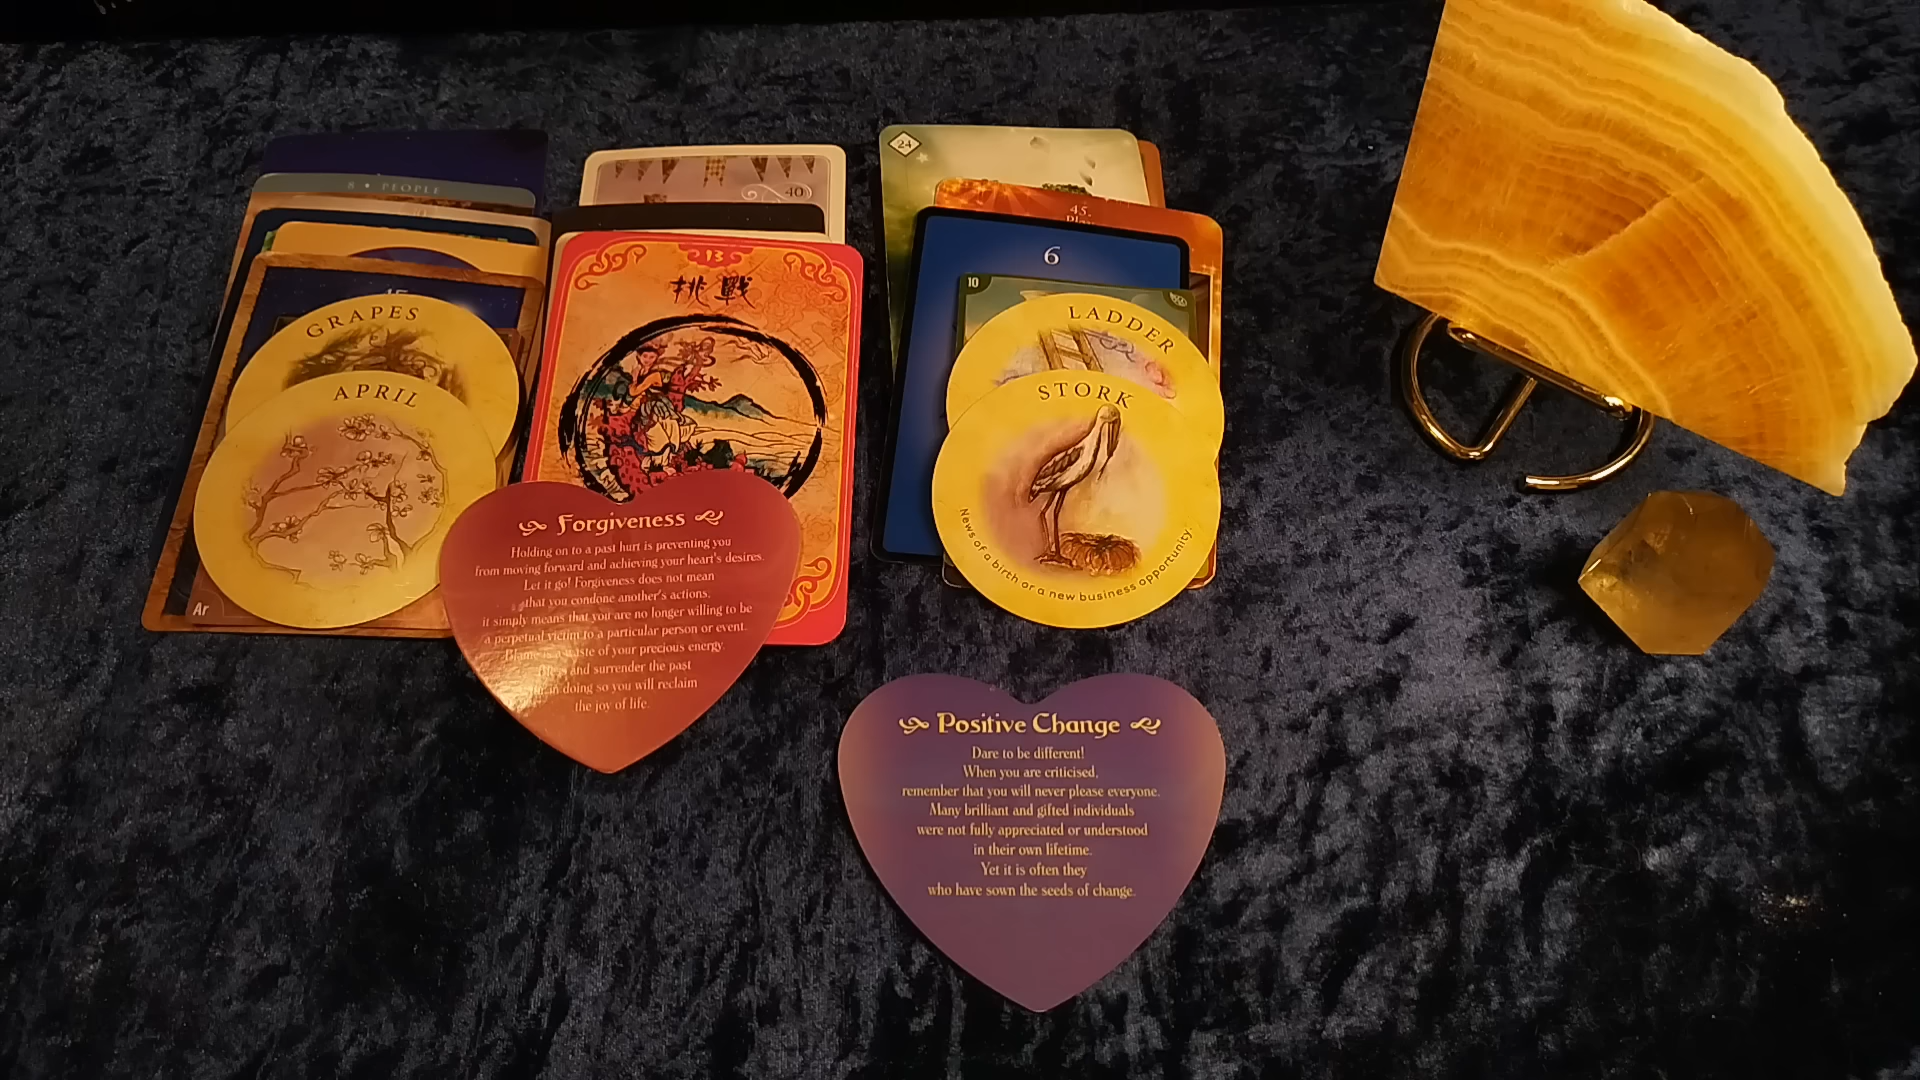 8 • PEOPLE
GRAPES
APRIL
Ar
40
13
挑戰
Forgiveness
Holding on to a past hurt is preventing you
from moving forward and achieving your heart's desires.
Let it go! Forgiveness does not mean
that you condone another's actions,
it simply means that you are no longer willing to be
a perpetual victim to a particular person or event.
Blame is a waste of your precious energy.
and surrender the past
in doing so you will reclaim
the joy of life.
24
45.
6
10
LADDER
STORK
News of a birth or a new business opportunity.
Positive Change
Dare to be different!
When you are criticised,
remember that you will never please everyone.
Many brilliant and gifted individuals
were not fully appreciated or understood
in their own lifetime.
Yet it is often they
who have sown the seeds of change.